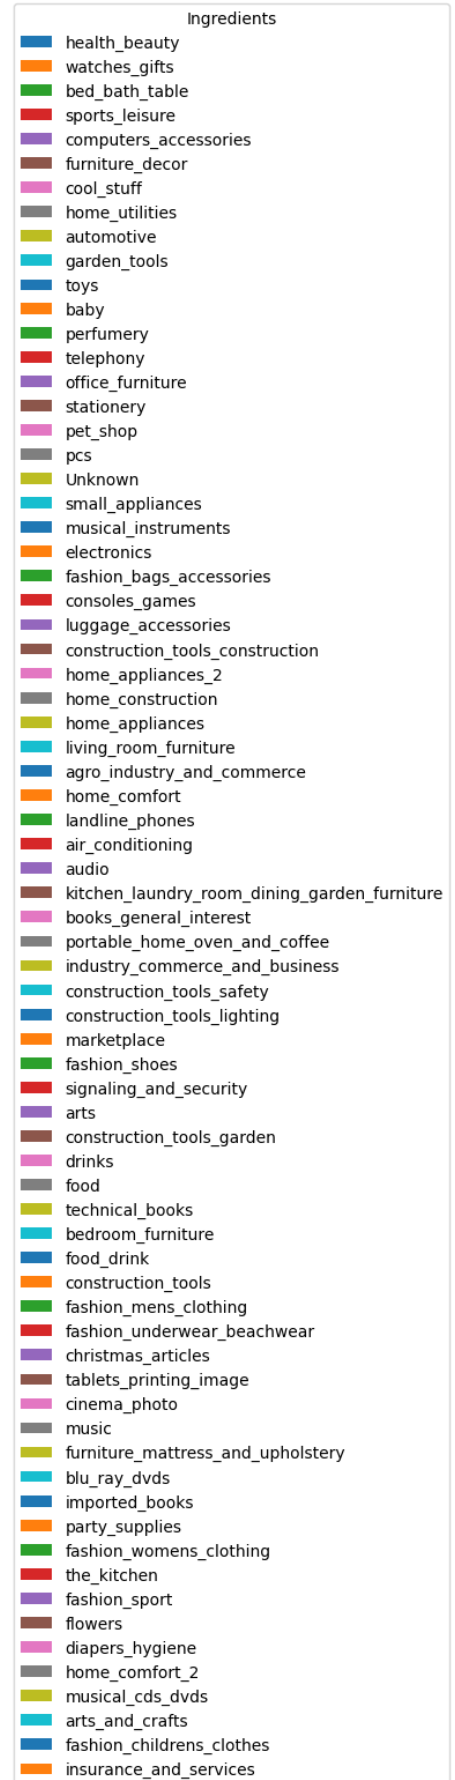 Ingredients
health_beauty
watches_gifts
bed_bath_table
sports_leisure
computers_accessories
furniture_decor
cool_stuff
home_utilities
automotive
garden_tools
toys
baby
perfumery
telephony
office_furniture
stationery
pet_shop
pcs
Unknown
small_appliances
musical_instruments
electronics
fashion_bags_accessories
consoles_games
luggage_accessories
construction_tools_construction
home_appliances_2
home_construction
home_appliances
living_room_furniture
agro_industry_and_commerce
home_comfort
landline_phones
air_conditioning
audio
kitchen_laundry_room_dining_garden_furniture
books_general_interest
portable_home_oven_and_coffee
industry_commerce_and_business
construction_tools_safety
construction_tools_lighting
marketplace
fashion_shoes
signaling_and_security
arts
construction_tools_garden
drinks
food
technical_books
bedroom_furniture
food_drink
construction_tools
fashion_mens_clothing
fashion_underwear_beachwear
christmas_articles
tablets_printing_image
cinema_photo
music
furniture_mattress_and_upholstery
blu_ray_dvds
imported_books
party_supplies
fashion_womens_clothing
the_kitchen
fashion_sport
flowers
diapers_hygiene
home_comfort_2
musical_cds_dvds
arts_and_crafts
fashion_childrens_clothes
insurance_and_services